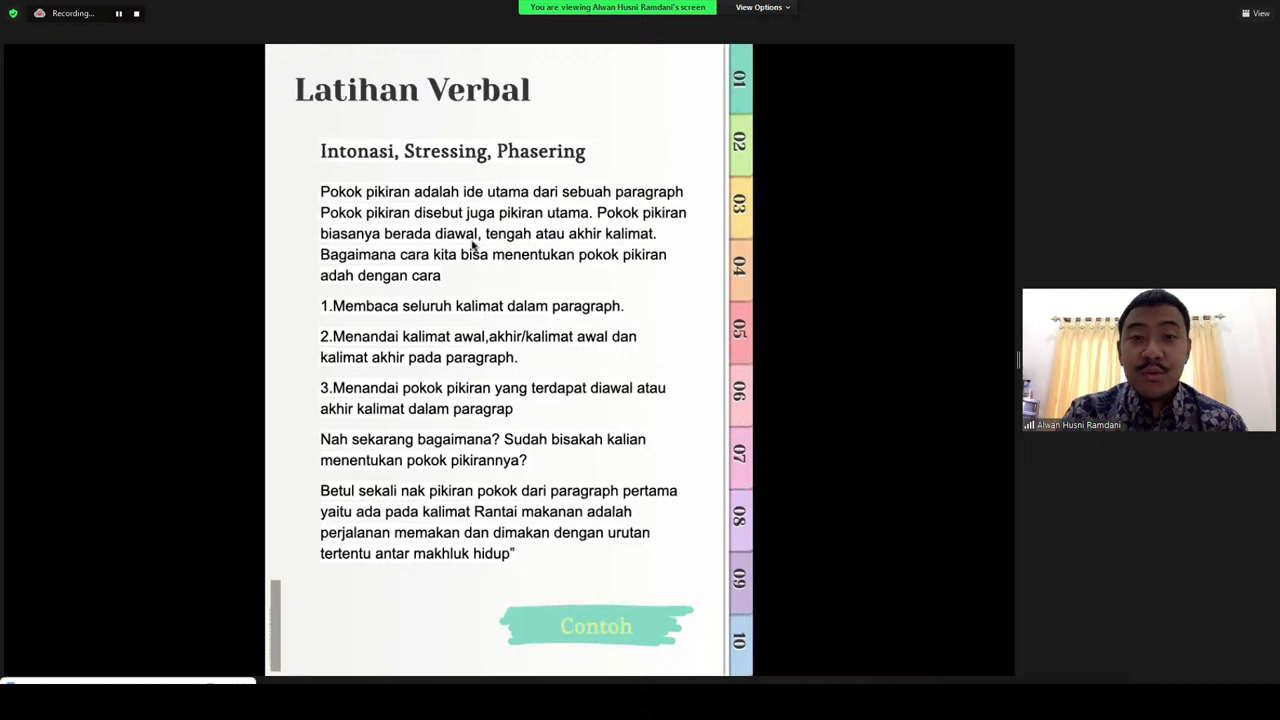 Recording...
You are viewing Alwan Husni Ramdani's screen
View Options
View
Latihan Verbal
Intonasi, Stressing, Phasering
Pokok pikiran adalah ide utama dari sebuah paragraph
Pokok pikiran disebut juga pikiran utama. Pokok pikiran
biasanya berada diawal, tengah atau akhir kalimat.
Bagaimana cara kita bisa menentukan pokok pikiran
adah dengan cara
1.Membaca seluruh kalimat dalam paragraph.
2.Menandai kalimat awal,akhir/kalimat awal dan
kalimat akhir pada paragraph.
3.Menandai pokok pikiran yang terdapat diawal atau
akhir kalimat dalam paragrap
Nah sekarang bagaimana? Sudah bisakah kalian
menentukan pokok pikirannya?
Betul sekali nak pikiran pokok dari paragraph pertama
yaitu ada pada kalimat Rantai makanan adalah
perjalanan memakan dan dimakan dengan urutan
tertentu antar makhluk hidup”
Contoh
01
02
03
04
05
06
07
08
09
10
Alwan Husni Ramdani